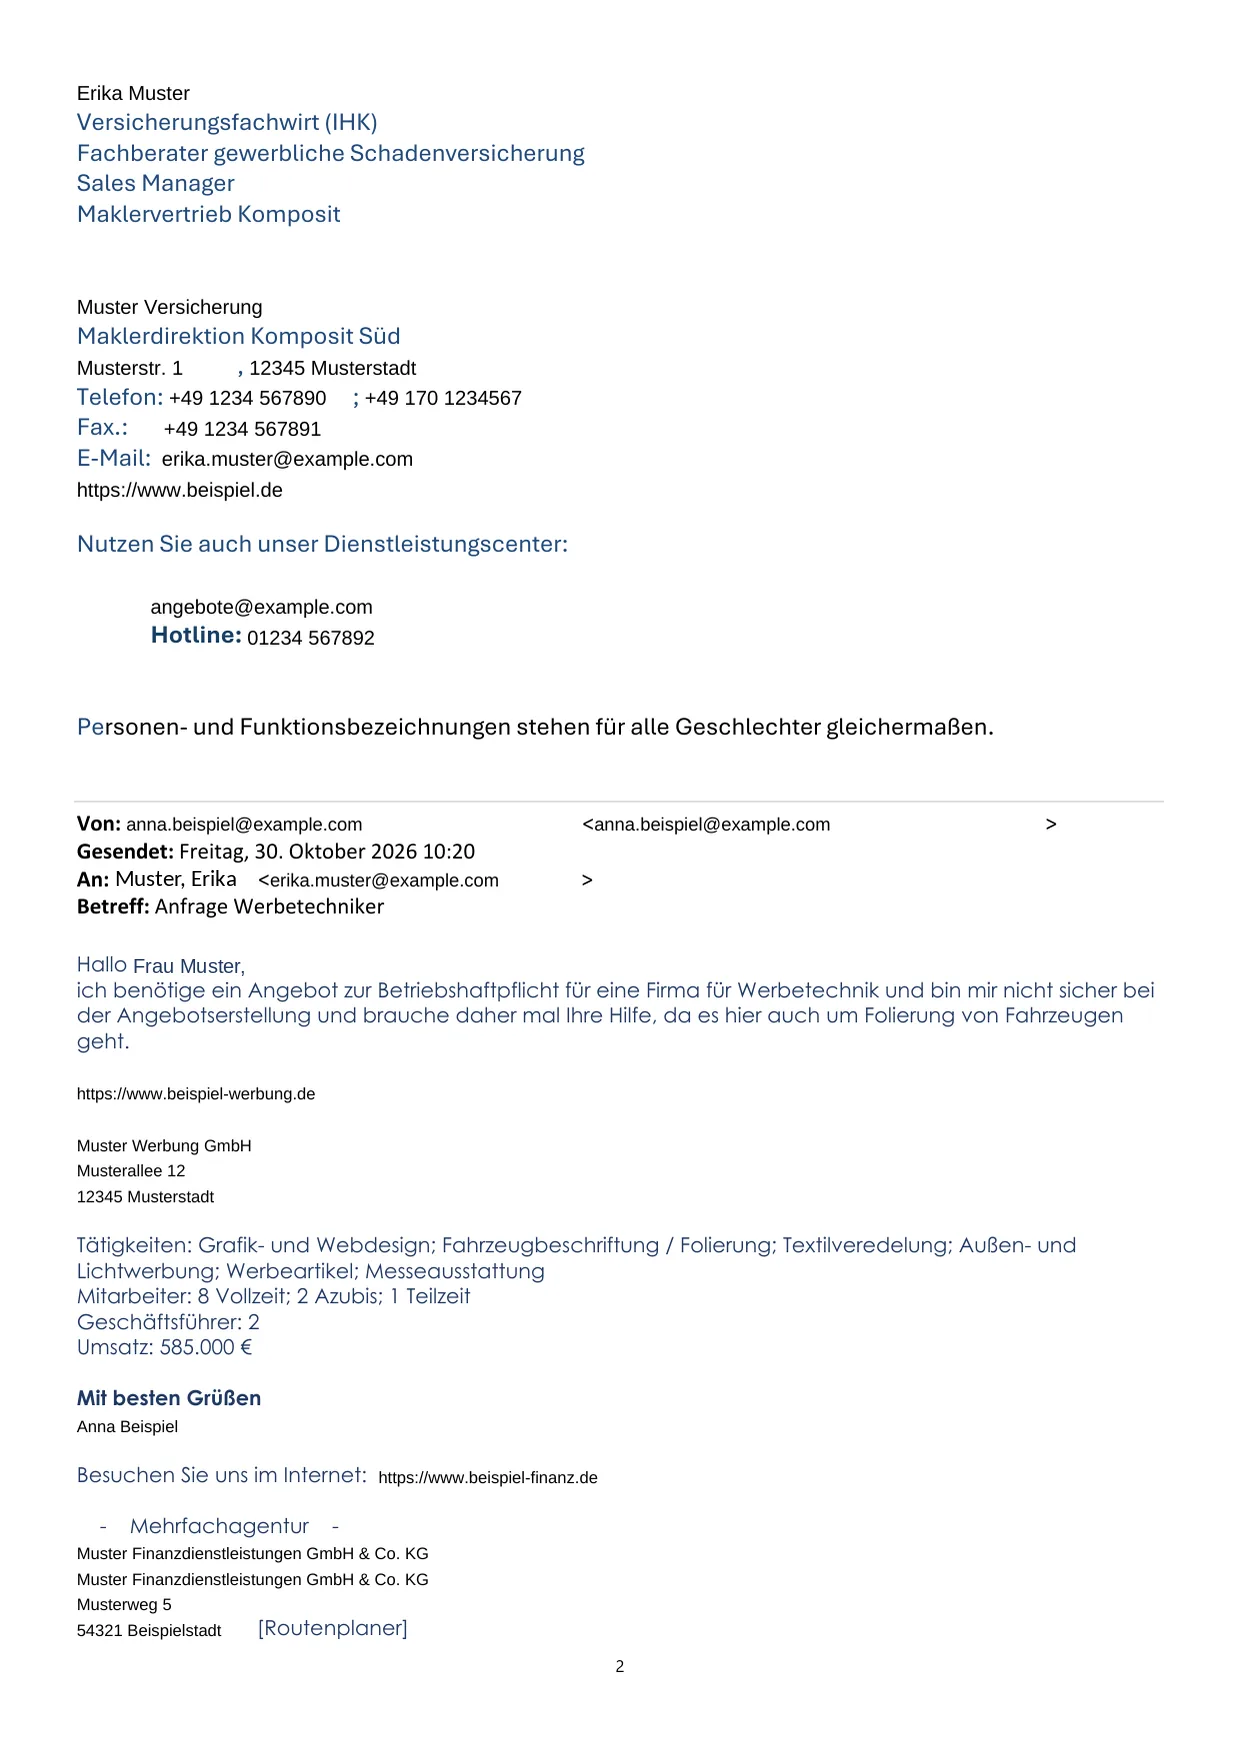 Erika Muster
Versicherungsfachwirt (IHK)
Fachberater gewerbliche Schadenversicherung
Sales Manager
Maklervertrieb Komposit
Muster Versicherung
Maklerdirektion Komposit Süd
Musterstr. 1 , 12345 Musterstadt
Telefon: +49 1234 567890 ; +49 170 1234567
Fax.: +49 1234 567891
E-Mail: erika.muster@example.com
https://www.beispiel.de
Nutzen Sie auch unser Dienstleistungscenter:
angebote@example.com
Hotline: 01234 567892
Personen- und Funktionsbezeichnungen stehen für alle Geschlechter gleichermaßen.
Von: anna.beispiel@example.com <anna.beispiel@example.com >
Gesendet: Freitag, 30. Oktober 2026 10:20
An: Muster, Erika <erika.muster@example.com >
Betreff: Anfrage Werbetechniker
Hallo Frau Muster,
ich benötige ein Angebot zur Betriebshaftpflicht für eine Firma für Werbetechnik und bin mir nicht sicher bei
der Angebotserstellung und brauche daher mal Ihre Hilfe, da es hier auch um Folierung von Fahrzeugen
geht.
https://www.beispiel-werbung.de
Muster Werbung GmbH
Musterallee 12
12345 Musterstadt
Tätigkeiten: Grafik- und Webdesign; Fahrzeugbeschriftung / Folierung; Textilveredelung; Außen- und
Lichtwerbung; Werbeartikel; Messeausstattung
Mitarbeiter: 8 Vollzeit; 2 Azubis; 1 Teilzeit
Geschäftsführer: 2
Umsatz: 585.000 €
Mit besten Grüßen
Anna Beispiel
Besuchen Sie uns im Internet: https://www.beispiel-finanz.de
- Mehrfachagentur -
Muster Finanzdienstleistungen GmbH & Co. KG
Muster Finanzdienstleistungen GmbH & Co. KG
Musterweg 5
54321 Beispielstadt [Routenplaner]
2